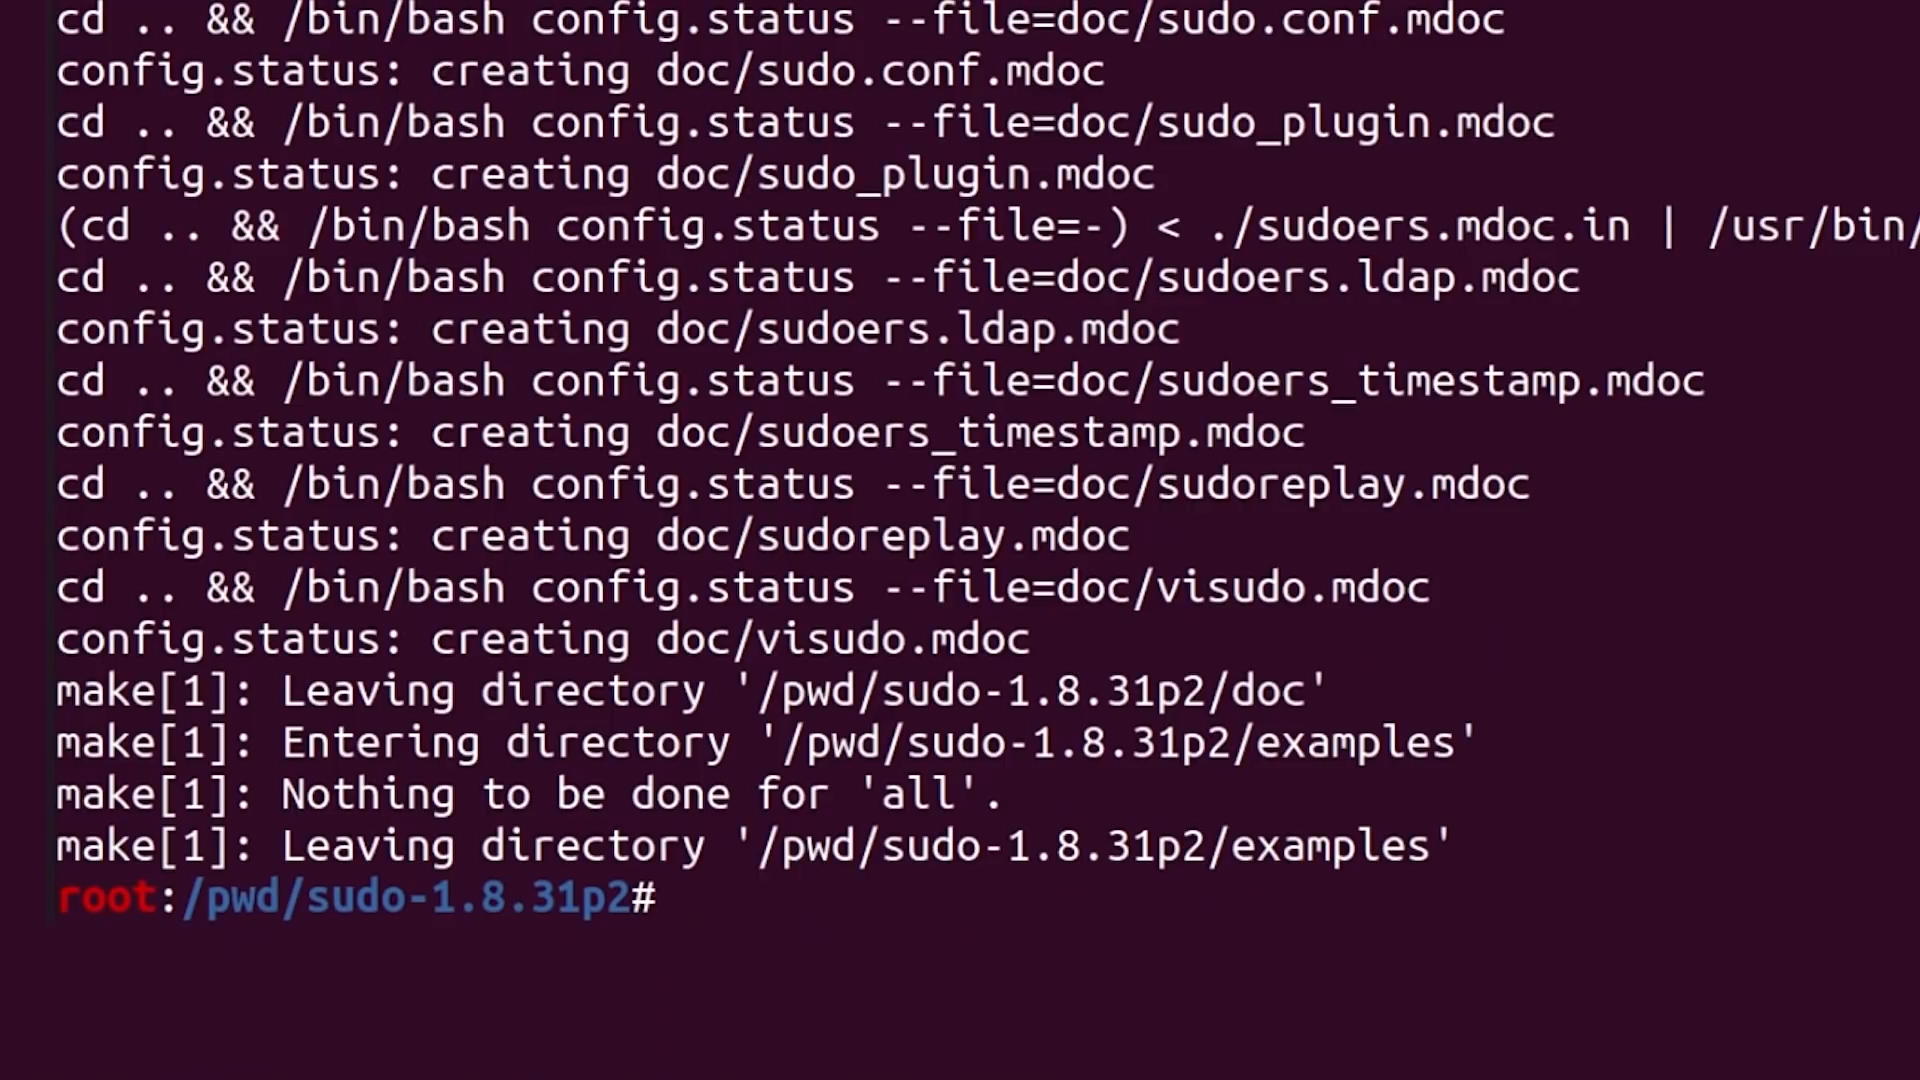 cd .. && /bin/bash config.status --file=doc/sudo.conf.mdoc
config.status: creating doc/sudo.conf.mdoc
cd .. && /bin/bash config.status --file=doc/sudo_plugin.mdoc
config.status: creating doc/sudo_plugin.mdoc
(cd .. && /bin/bash config.status --file=-) < ./sudoers.mdoc.in | /usr/bin/
cd .. && /bin/bash config.status --file=doc/sudoers.ldap.mdoc
config.status: creating doc/sudoers.ldap.mdoc
cd .. && /bin/bash config.status --file=doc/sudoers_timestamp.mdoc
config.status: creating doc/sudoers_timestamp.mdoc
cd .. && /bin/bash config.status --file=doc/sudoreplay.mdoc
config.status: creating doc/sudoreplay.mdoc
cd .. && /bin/bash config.status --file=doc/visudo.mdoc
config.status: creating doc/visudo.mdoc
make[1]: Leaving directory '/pwd/sudo-1.8.31p2/doc'
make[1]: Entering directory '/pwd/sudo-1.8.31p2/examples'
make[1]: Nothing to be done for 'all'.
make[1]: Leaving directory '/pwd/sudo-1.8.31p2/examples'
root:/pwd/sudo-1.8.31p2#